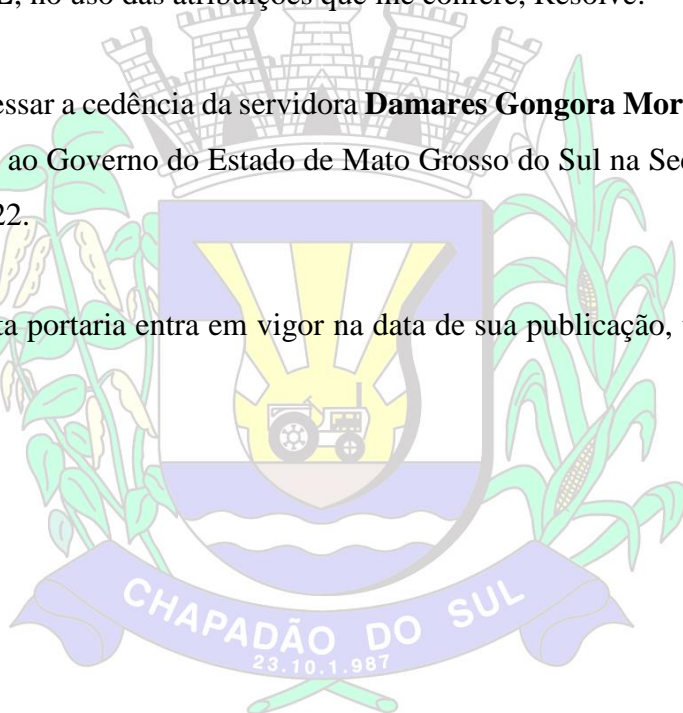 no uso das atribuições que me confere, Resolve:
essar a cedência da servidora Damares Gongora Mor
ao Governo do Estado de Mato Grosso do Sul na Sec
22.
ta portaria entra em vigor na data de sua publicação,
CHAPADÃO DO SUL
23.10.1.987